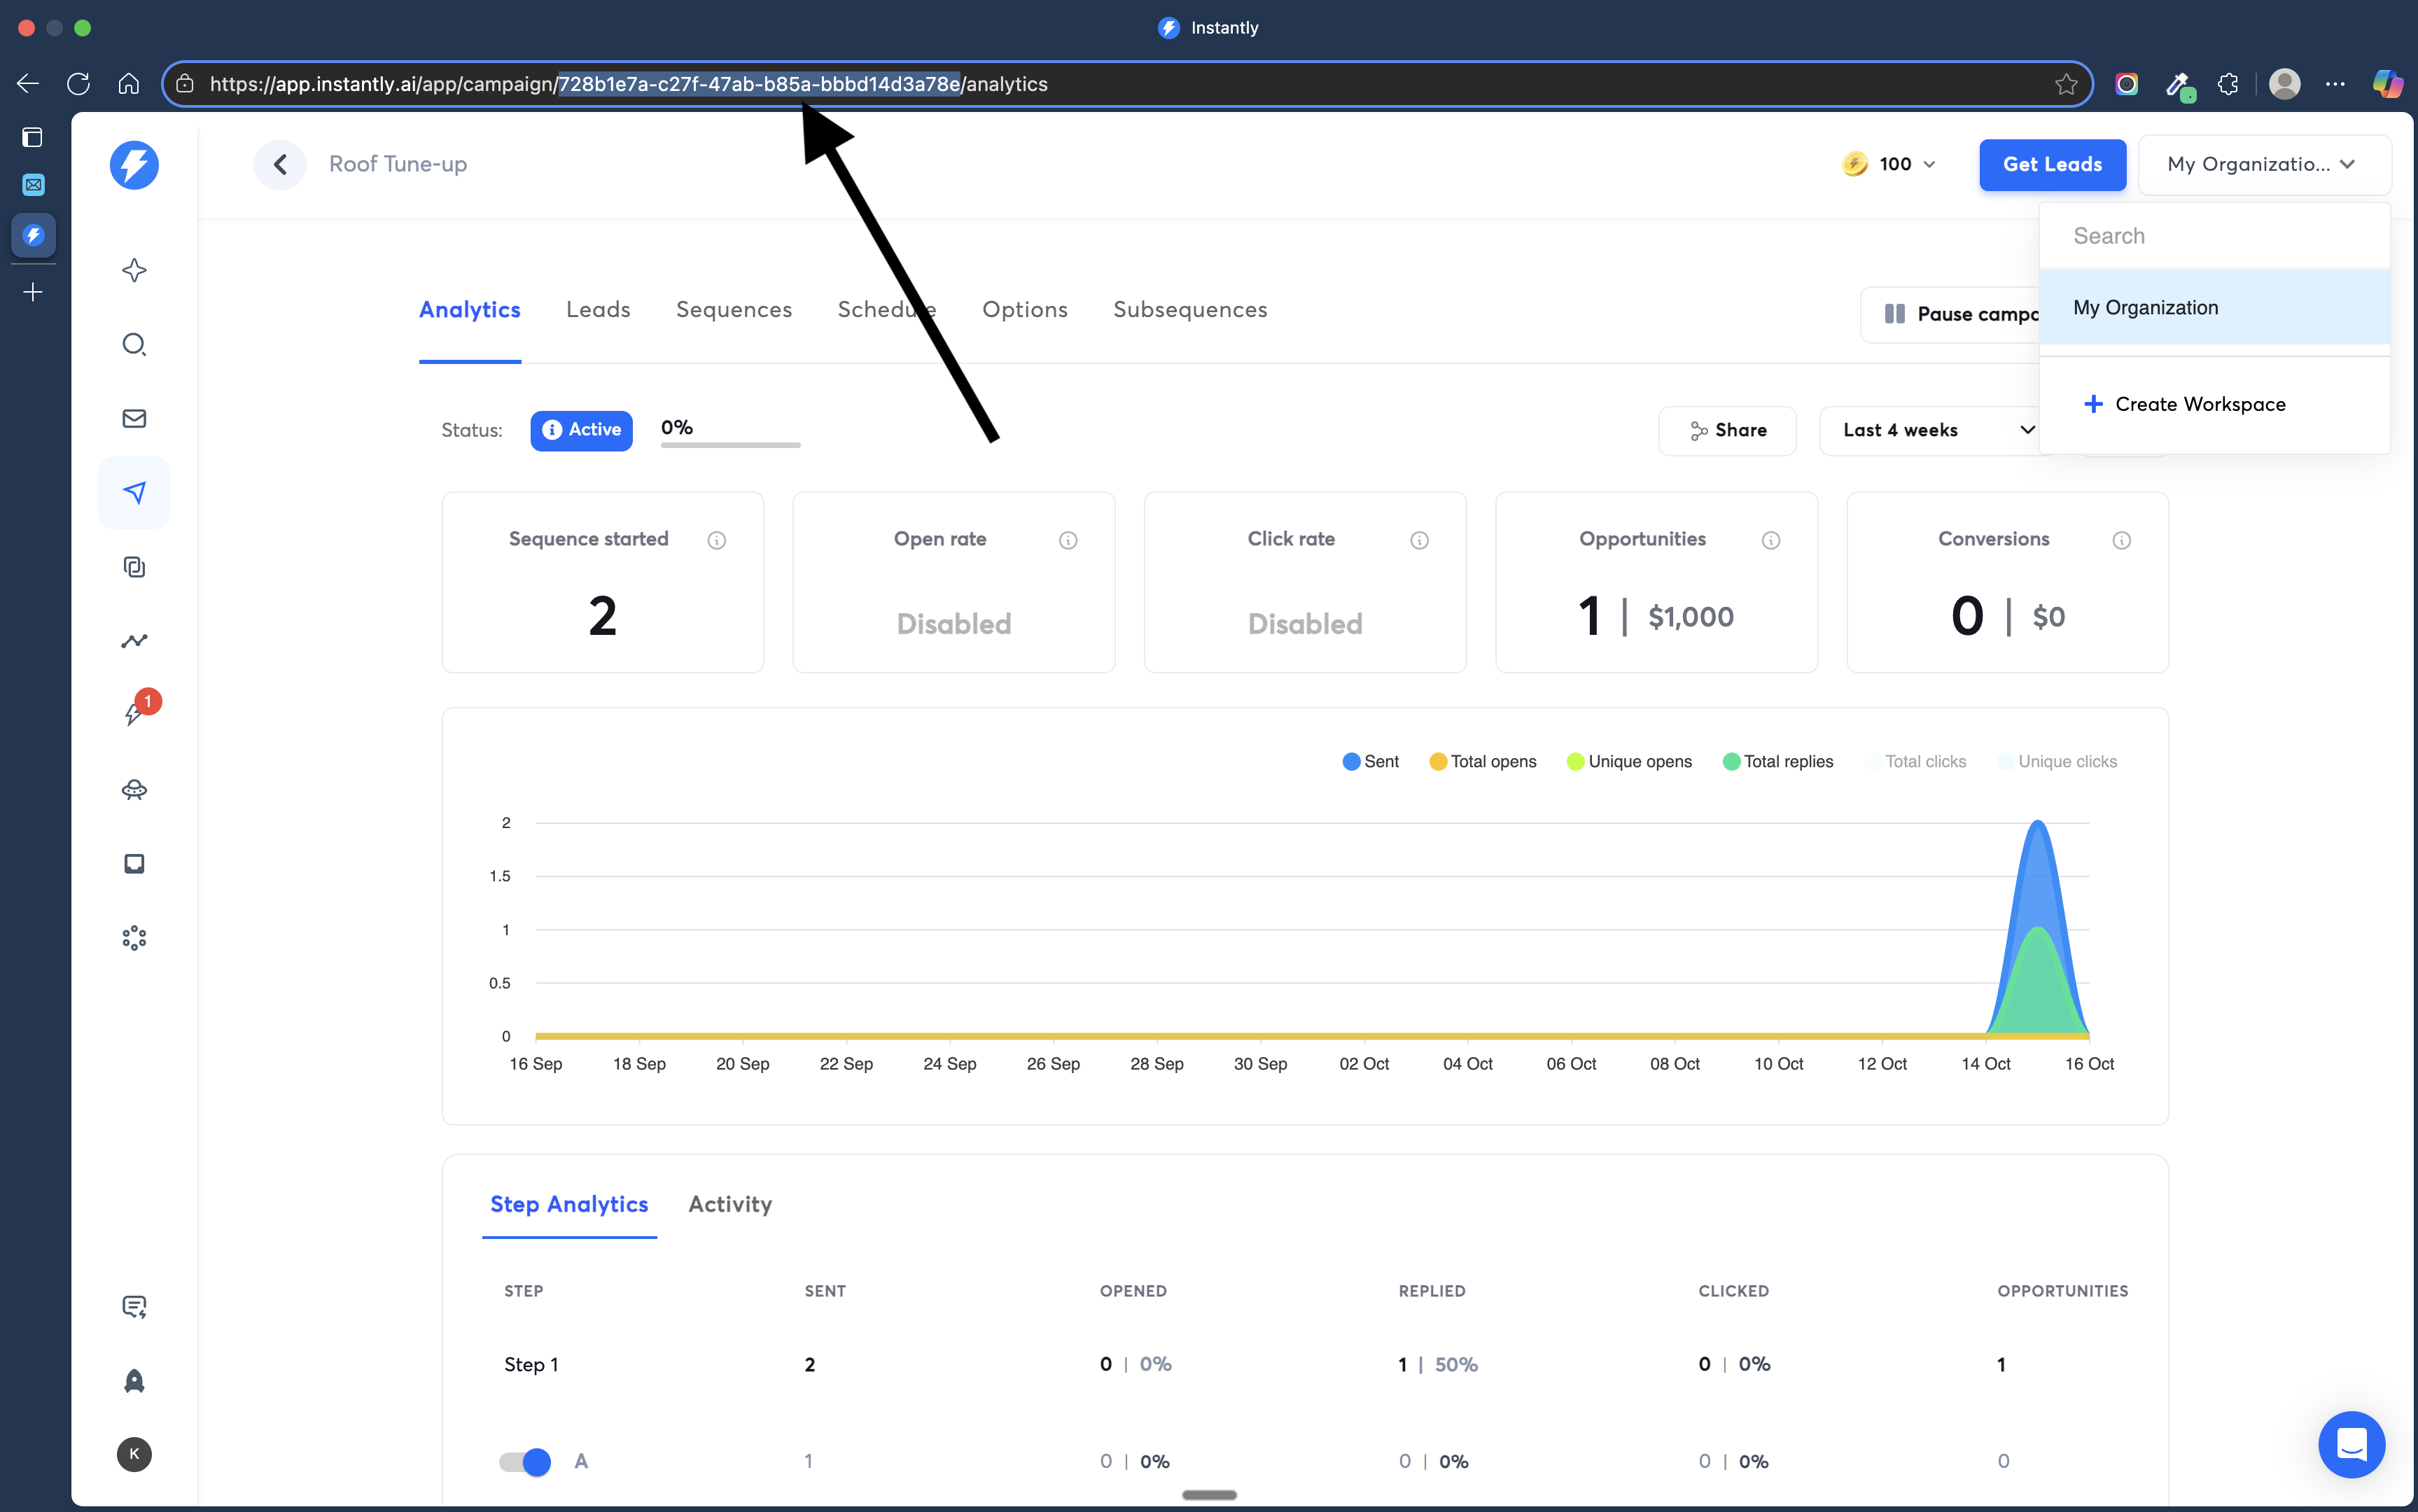 Instantly
https://app.instantly.ai/app/campaign/728b1e7a-c27f-47ab-b85a-bbbd14d3a78e/analytics
Roof Tune-up
100
Get Leads
My Organizatio...
Search
My Organization
Create Workspace
Analytics Leads Sequences Schedule Options Subsequences
Pause campa
Status: Active 0%
Share
Last 4 weeks
Sequence started Open rate Click rate Opportunities Conversions
2 Disabled Disabled 1 | $1,000 0 | $0
1
Sent Total opens Unique opens Total replies Total clicks Unique clicks
2
1.5
1
0.5
0
16 Sep 18 Sep 20 Sep 22 Sep 24 Sep 26 Sep 28 Sep 30 Sep 02 Oct 04 Oct 06 Oct 08 Oct 10 Oct 12 Oct 14 Oct 16 Oct
Step Analytics Activity
STEP SENT OPENED REPLIED CLICKED OPPORTUNITIES
Step 1 2 0 | 0% 1 | 50% 0 | 0% 1
A 1 0 | 0% 0 | 0% 0 | 0% 0
K